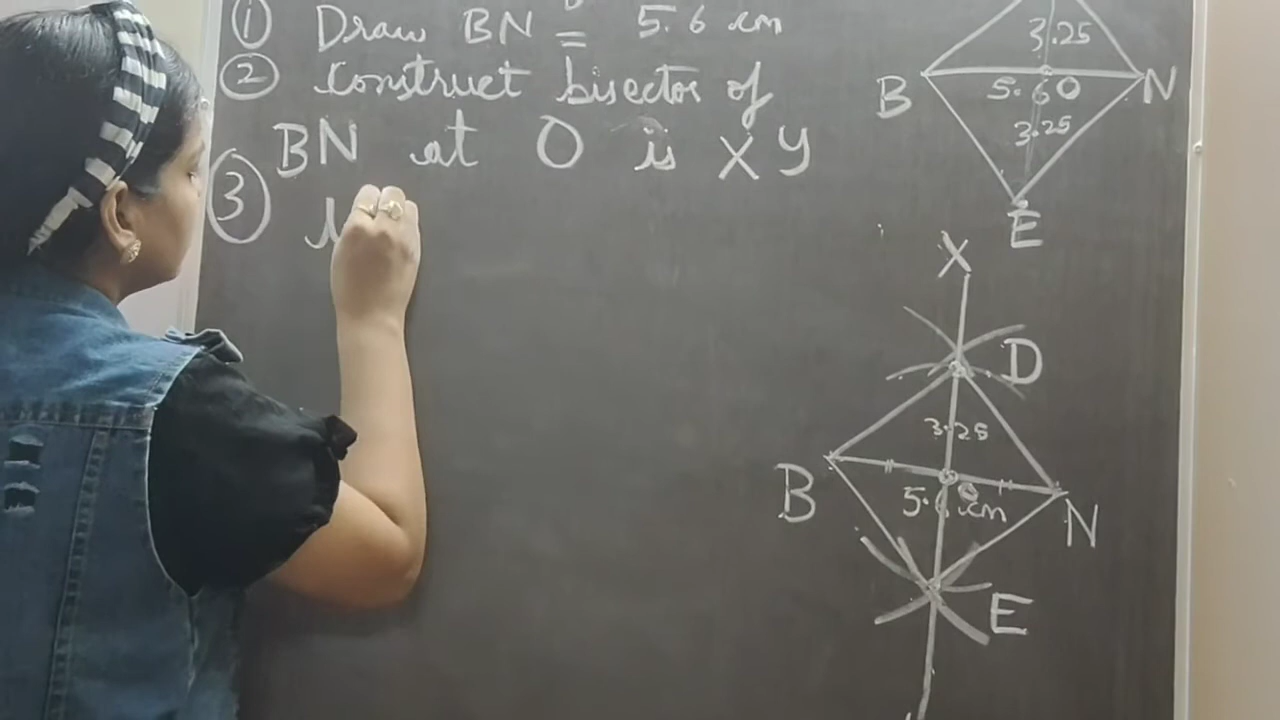 ① Draw BN = 5.6 cm
② Construct bisector of
BN at O is XY
③
3.25
B
5.6 O
N
3.25
E
X
D
3.25
B
5.6 cm
O
N
E